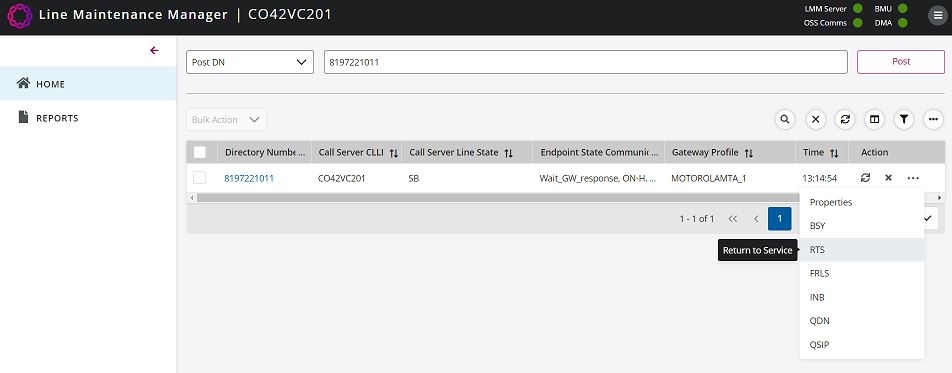 Line Maintenance Manager | CO42VC201
LMM Server BMU
OSS Comms DMA
HOME
REPORTS
Post DN 8197221011 Post
Bulk Action
Directory Numbe... Call Server CLLI Call Server Line State Endpoint State Communic... Gateway Profile Time Action
8197221011 CO42VC201 SB Wait_GW_response, ON-H, ... MOTOROLAMTA_1 13:14:54
Properties
1 - 1 of 1 1
BSY
Return to Service RTS
FRLS
INB
QDN
QSIP